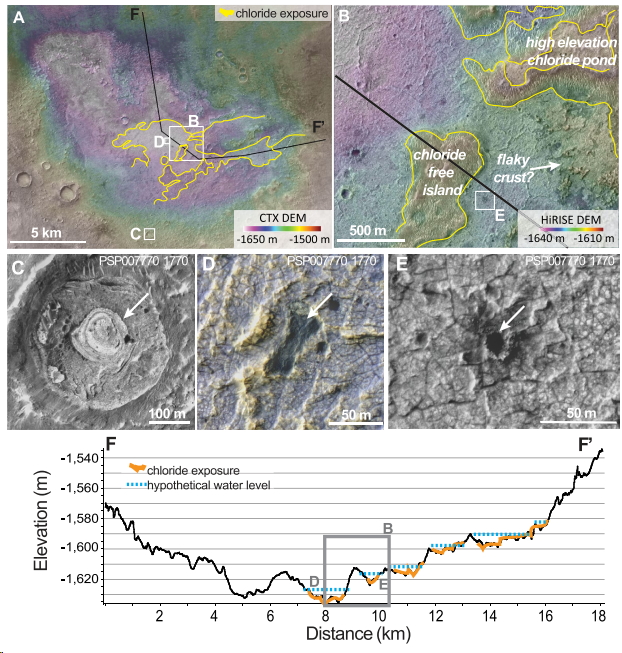 A
F
chloride exposure
B
D
F'
C
5 km
CTX DEM
-1650 m -1500 m
B
high elevation
chloride pond
chloride
free
island
flaky
crust?
E
500 m
HiRISE DEM
-1640 m -1610 m
C
PSP007770_1770
100 m
D
PSP007770_1770
50 m
E
PSP007770_1770
50 m
F F'
chloride exposure
hypothetical water level
B
D
E
Elevation (m)
-1,540
-1,560
-1,580
-1,600
-1,620
2 4 6 8 10 12 14 16 18
Distance (km)